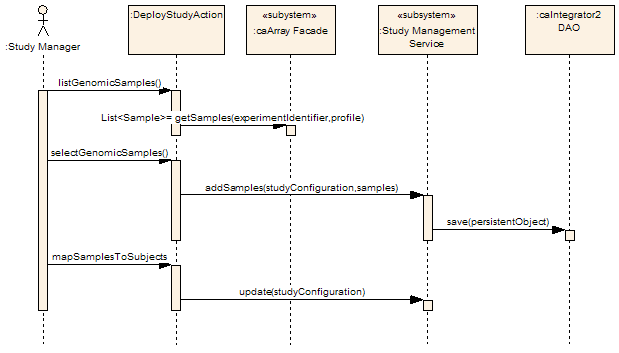 :Study Manager
:DeployStudyAction
«subystem»
:caArray Facade
«subsystem»
:Study Management
Service
:caIntegrator2
DAO
listGenomicSamples()
List<Sample>= getSamples(experimentIdentifier,profile)
selectGenomicSamples()
addSamples(studyConfiguration,samples)
save(persistentObject)
mapSamplesToSubjects
update(studyConfiguration)